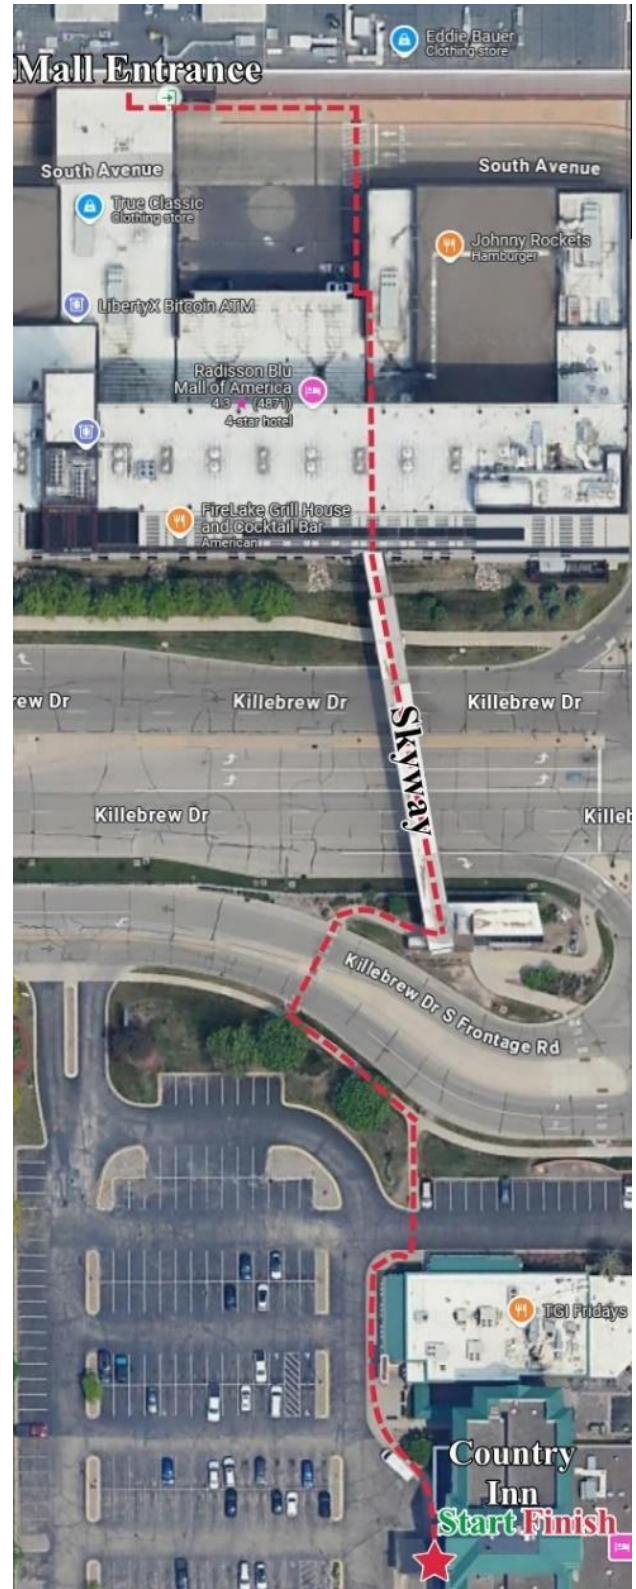 Eddie Bauer
Clothing store
Mall Entrance
South Avenue
South Avenue
True Classic
Clothing store
Johnny Rockets
Hamburger
LibertyX Bitcoin ATM
Radisson Blu
Mall of America
4.3 ★ (4871)
4-star hotel
FireLake Grill House
and Cocktail Bar
American
rew Dr
Killebrew Dr
Killebrew Dr
Skyway
Killebrew Dr
Killeb
Killebrew Dr S Frontage Rd
TGI Fridays
Country
Inn
Start Finish